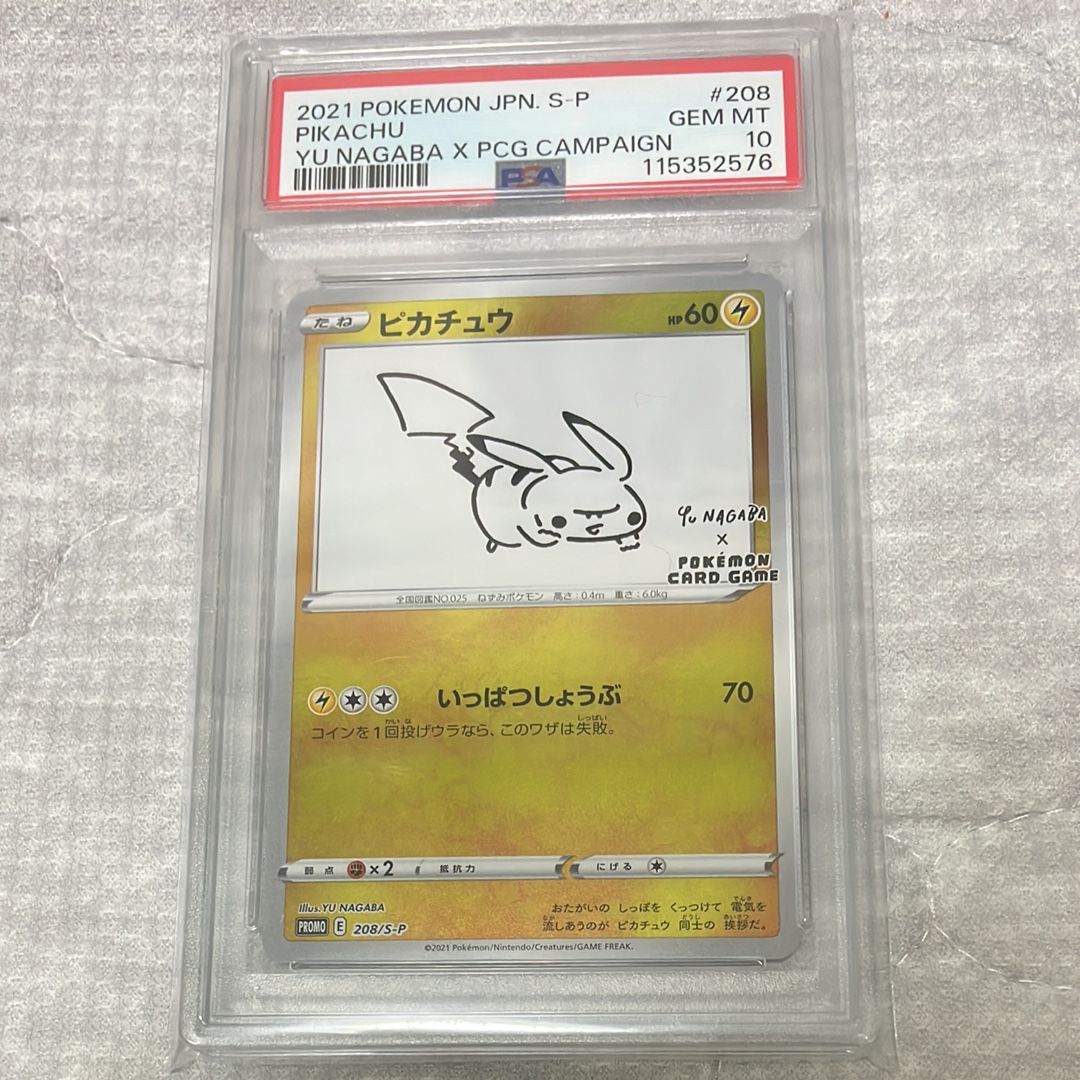 2021 POKEMON JPN. S-P #208
PIKACHU GEM MT
YU NAGABA X PCG CAMPAIGN 10
115352576
PSA
たね ピカチュウ HP60
YU NAGABA
X
POKÉMON
CARD GAME
全国図鑑NO.025 ねずみポケモン 高さ:0.4m 重さ:6.0kg
いっぱつしょうぶ 70
コインを1回投げウラなら、このワザは失敗。
弱点 ×2 抵抗力 にげる
Illus. YU NAGABA
PROMO E 208/S-P
おたがいの しっぽを くっつけて 電気を
流しあうのが ピカチュウ 同士の 挨拶だ。
©2021 Pokémon/Nintendo/Creatures/GAME FREAK.